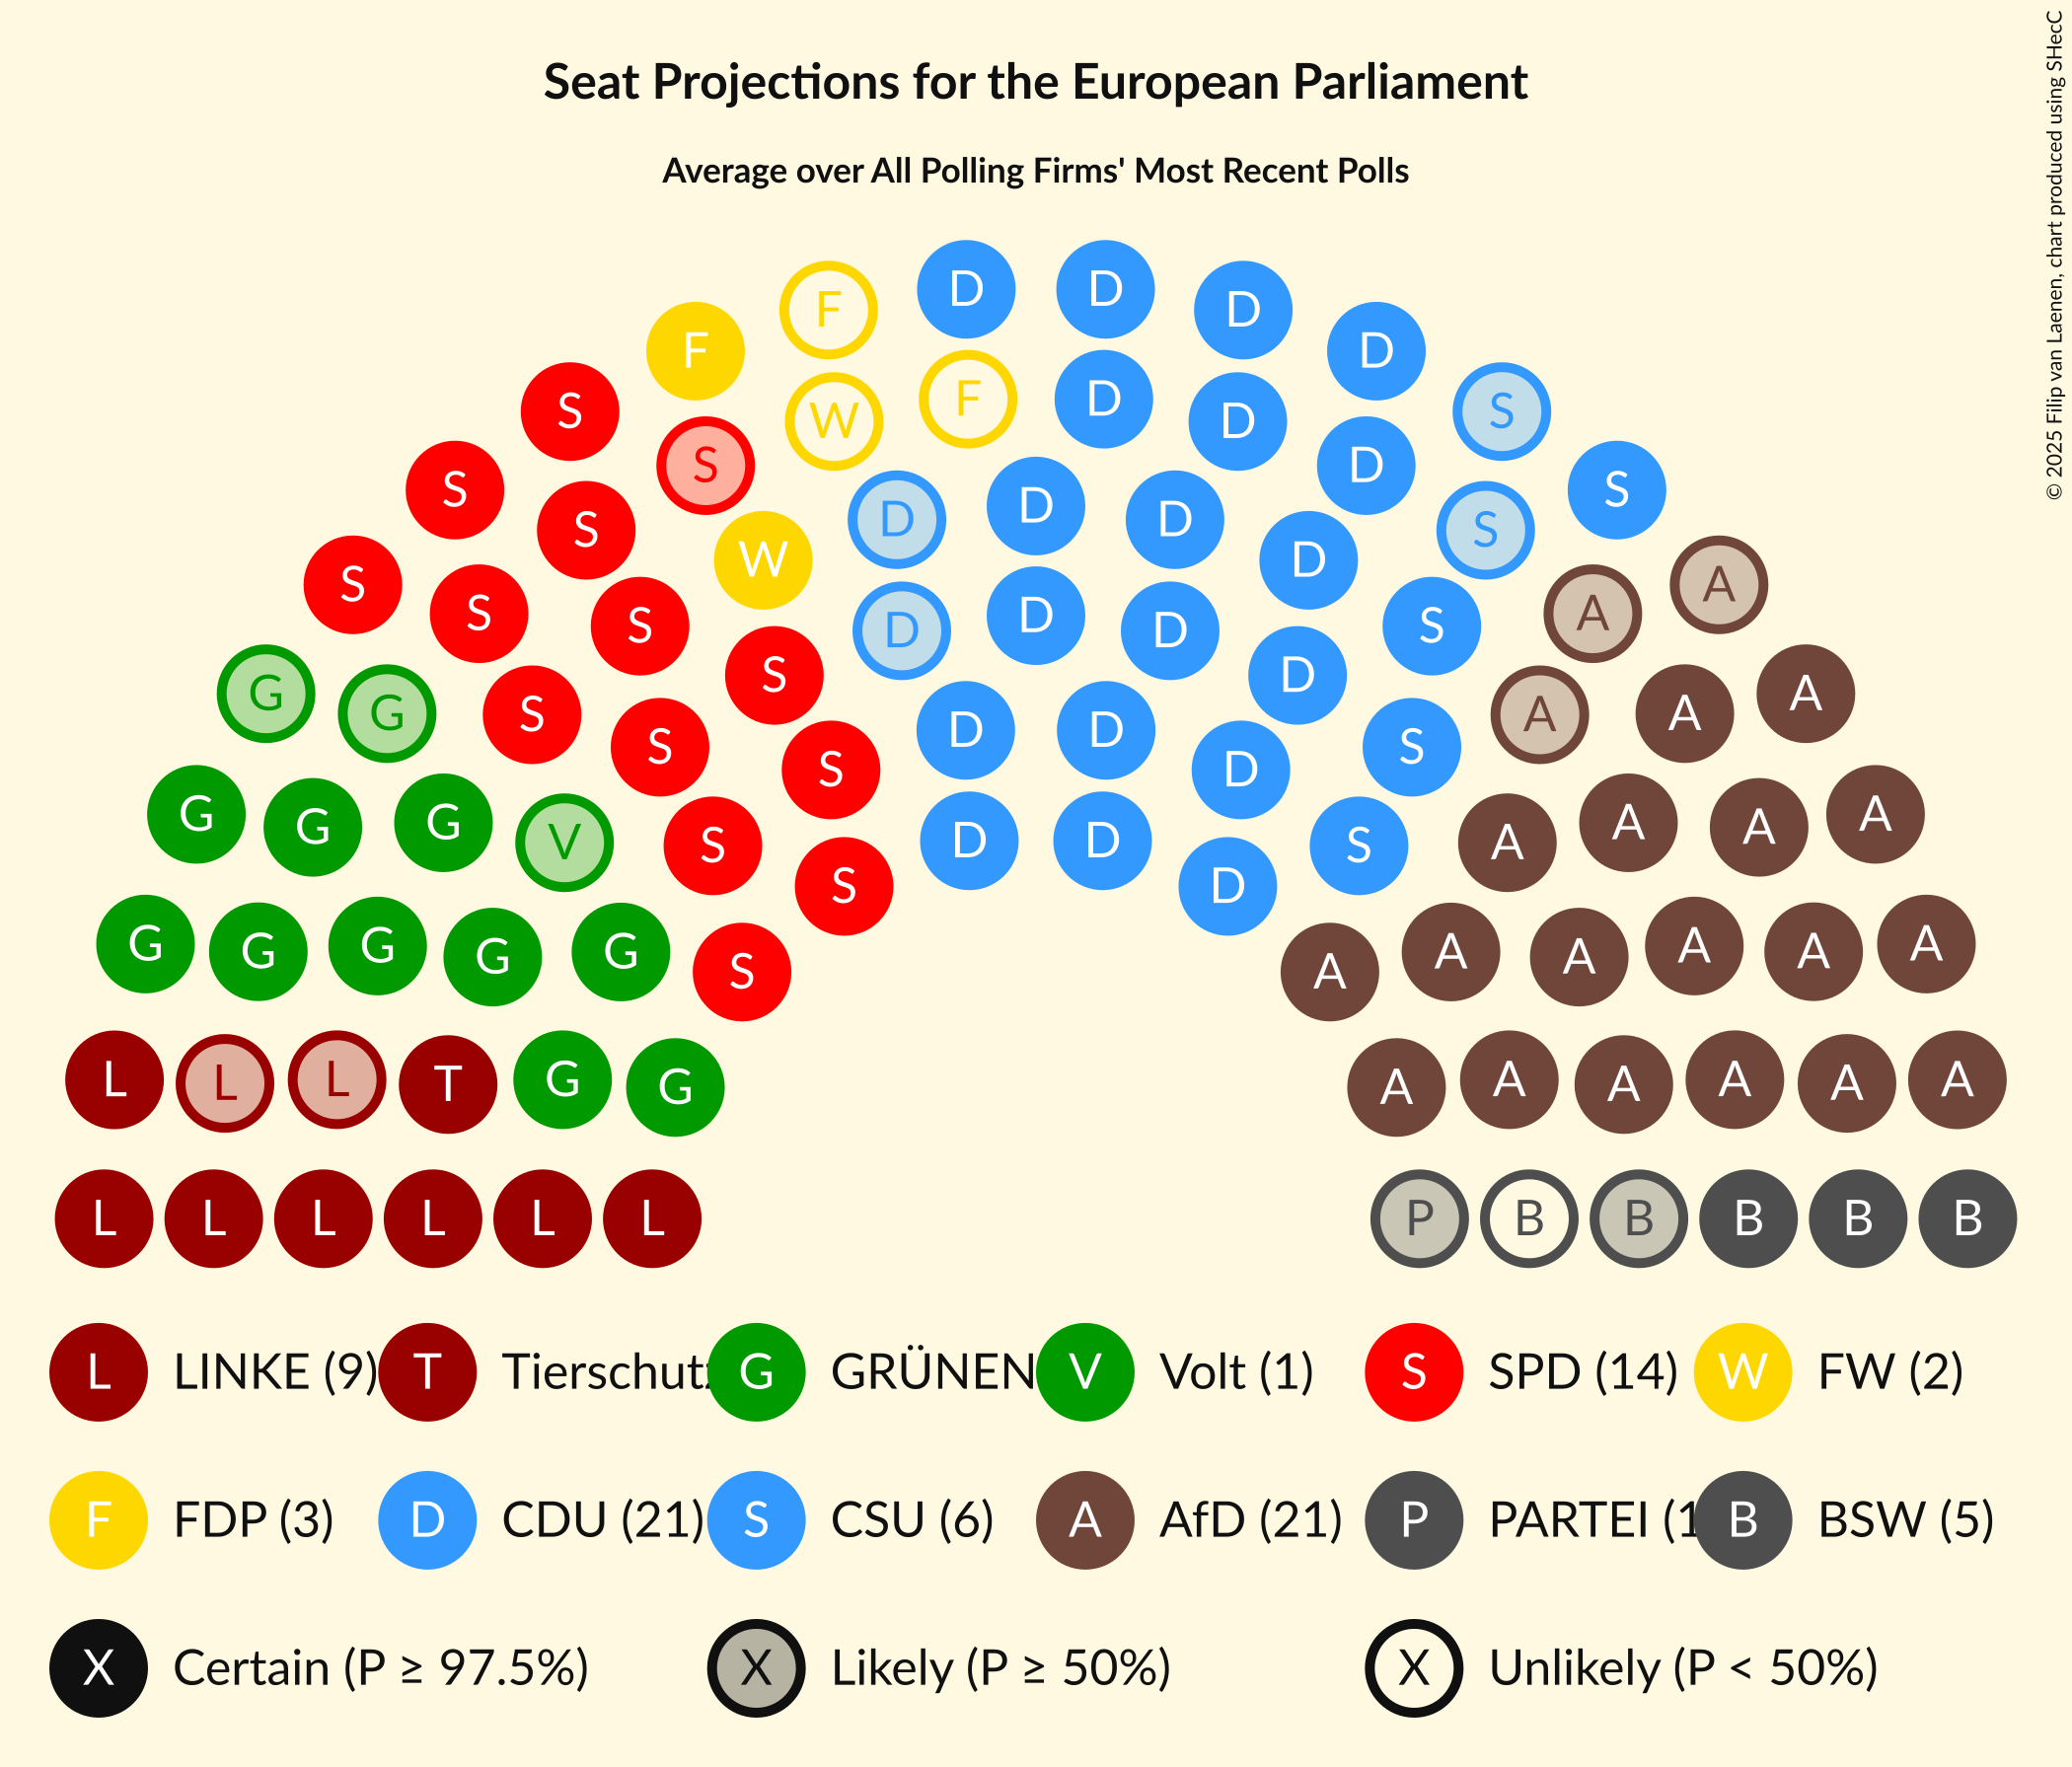 Seat Projections for the European Parliament
Average over All Polling Firms' Most Recent Polls
© 2025 Filip van Laenen, chart produced using SHecC
D D
F D
F D
S F S
W D
S D S
D S
S D D S
D D
S A
S A
S S
S D D A
G A
G S A A
S S
D D
S D
G A
V A
G A
G A
G A
S D D S
S D
G A
G A
G A
G A
G A
S A
L A
L A
L A
T A
G A
G A
L L L L L L P B B B B B
L LINKE (9) T Tierschutz G GRÜNEN V Volt (1) S SPD (14) W FW (2)
F FDP (3) D CDU (21) S CSU (6) A AfD (21) P PARTEI (1 B BSW (5)
X Certain (P ≥ 97.5%) X Likely (P ≥ 50%) X Unlikely (P < 50%)